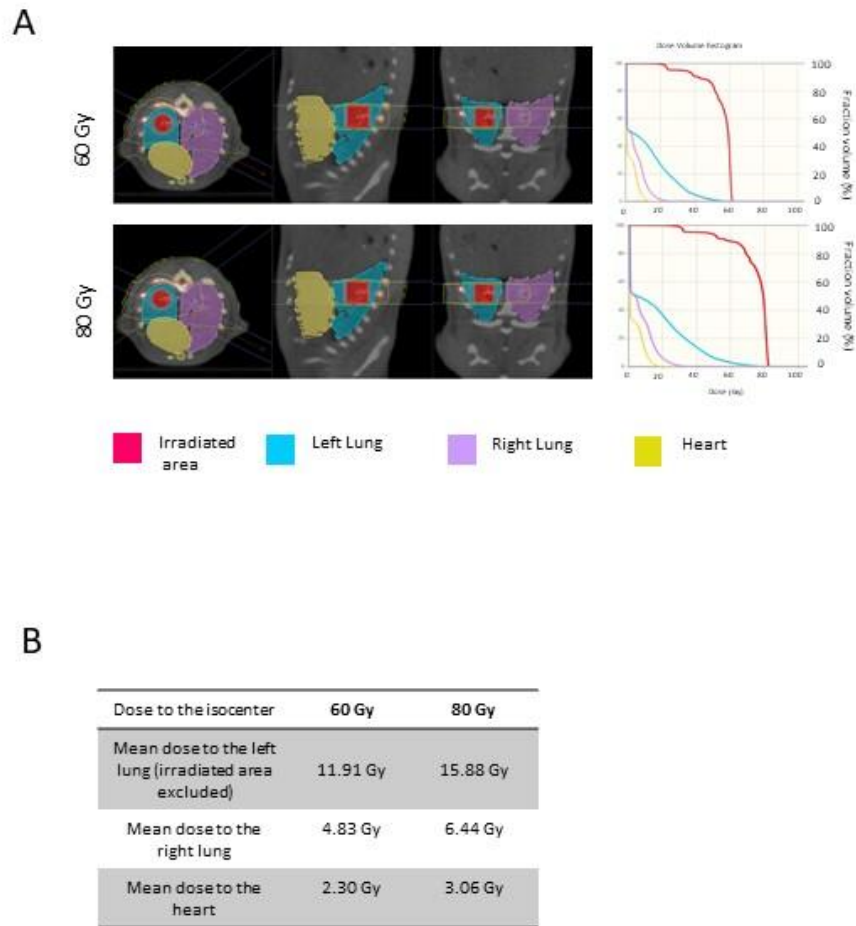 A
60 Gy
Dose Volume histogram
100
80
60
40
20
0
Fraction volume (%)
0 20 40 60 80 100
80 Gy
100
80
60
40
20
0
Fraction volume (%)
0 20 40 60 80 100
Irradiated
area
Left Lung
Right Lung
Heart
B
Dose to the isocenter 60 Gy 80 Gy
Mean dose to the left
lung (irradiated area
excluded)
11.91 Gy 15.88 Gy
Mean dose to the
right lung
4.83 Gy 6.44 Gy
Mean dose to the
heart
2.30 Gy 3.06 Gy